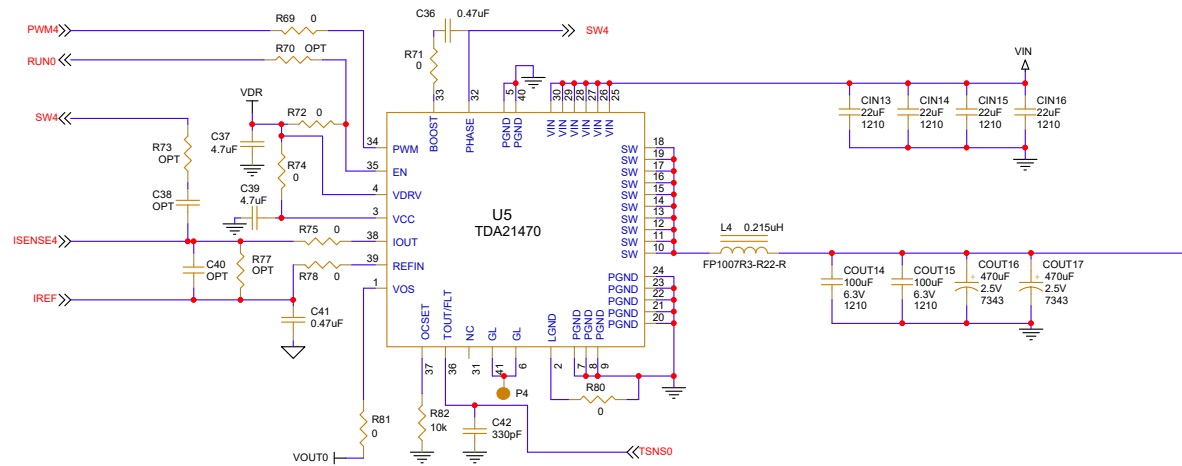 PWM4
R69
0
C36
0.47uF
SW4
RUN0
R70 OPT
R71
0
VIN
VDR
33
32
5
40
30
29
28
27
26
25
CIN13
22uF
1210
CIN14
22uF
1210
CIN15
22uF
1210
CIN16
22uF
1210
SW4
R72 0
C37
4.7uF
R73
OPT
R74
0
C38
OPT
C39
4.7uF
34
35
4
3
38
39
1
PWM
EN
VDRV
VCC
IOUT
REFIN
VOS
BOOST
PHASE
PGND
PGND
VIN
VIN
VIN
VIN
VIN
VIN
U5
TDA21470
SW 18
SW 19
SW 17
SW 16
SW 15
SW 14
SW 13
SW 12
SW 11
SW 10
PGND 24
PGND 23
PGND 22
PGND 21
PGND 20
L4 0.215uH
FP1007R3-R22-R
COUT14
100uF
6.3V
1210
COUT15
100uF
6.3V
1210
COUT16
470uF
2.5V
7343
COUT17
470uF
2.5V
7343
+
+
ISENSE4
R75 0
C40
OPT
R77
OPT
R78 0
IREF
C41
0.47uF
OCSET
TOUT/FLT
NC
GL
GL
LGND
PGND
PGND
PGND
37
36
31
41
6
2
7
8
9
P4
R80
0
R81
0
R82
10k
C42
330pF
VOUT0
TSNS0